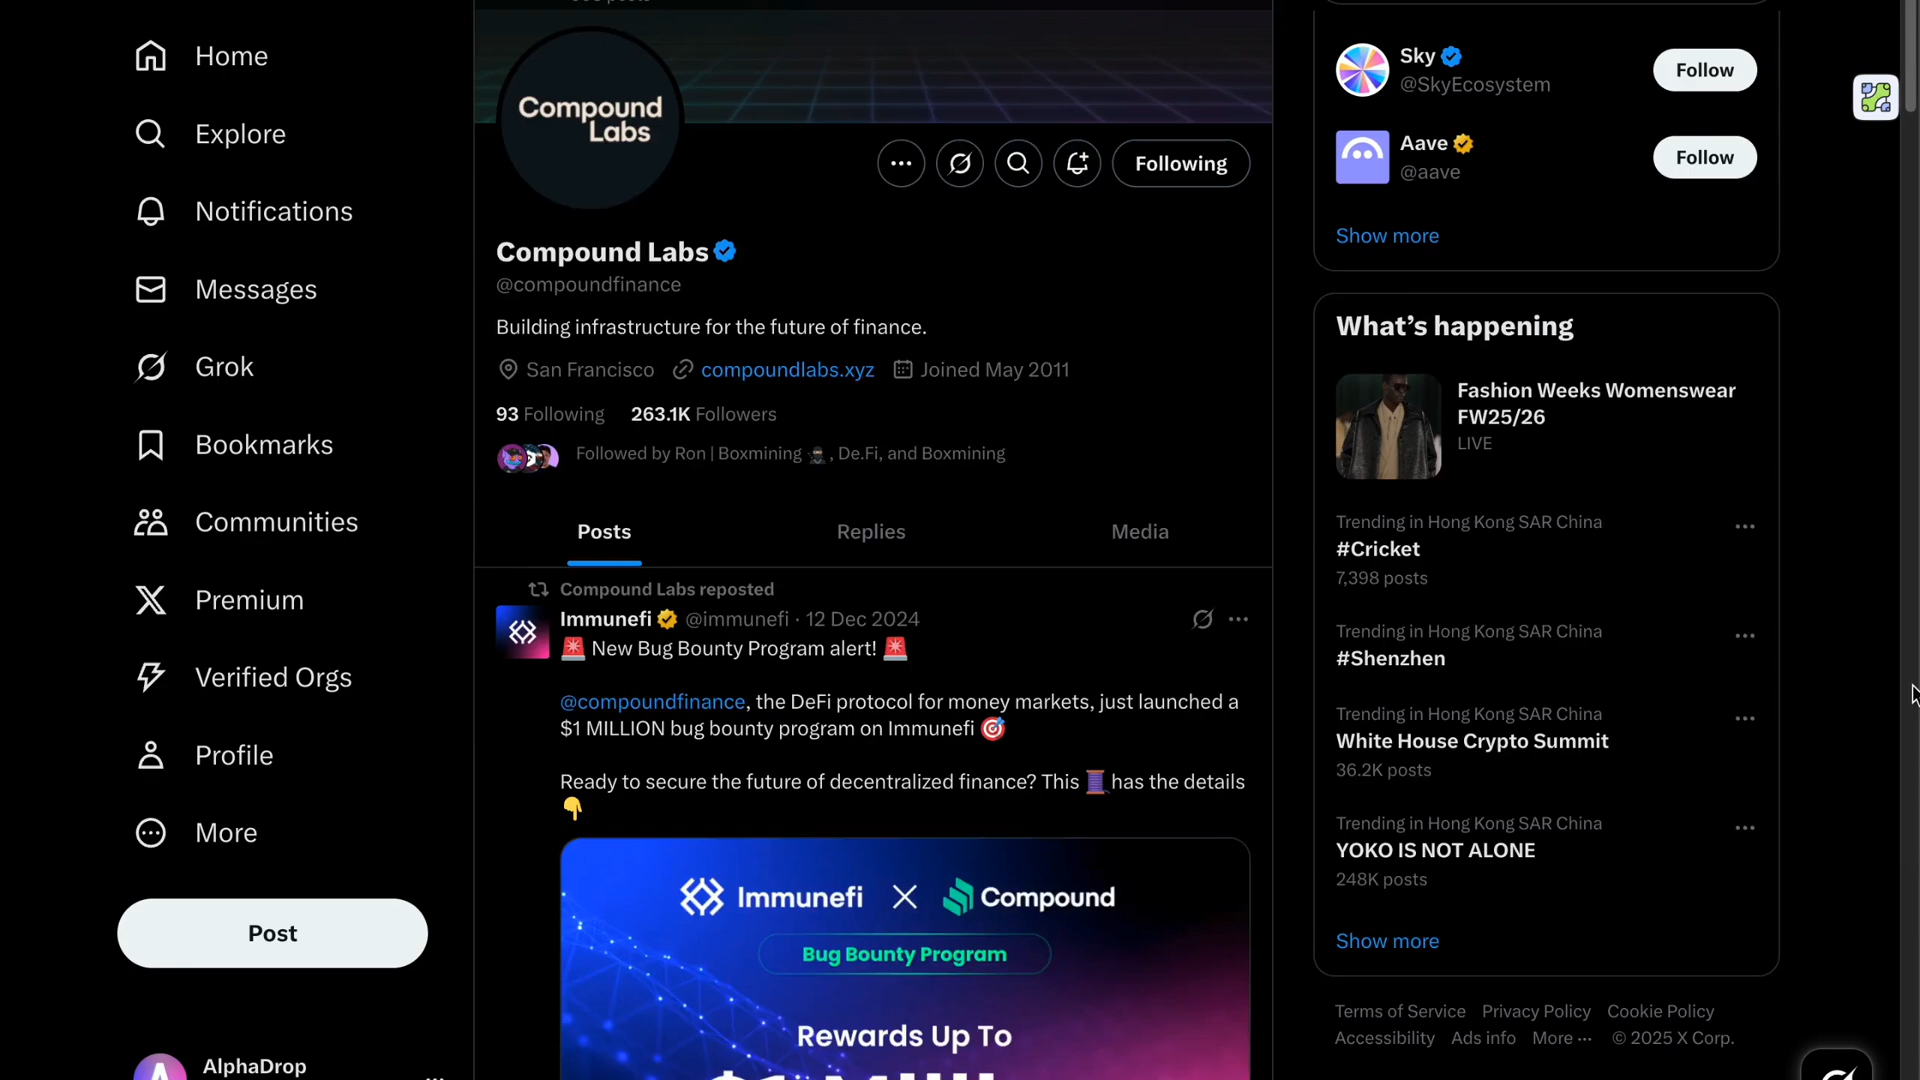 Home
Explore
Notifications
Messages
Grok
Bookmarks
Communities
Premium
Verified Orgs
Profile
More
Post
AlphaDrop
Compound
Labs
Following
Compound Labs
@compoundfinance
Building infrastructure for the future of finance.
San Francisco compoundlabs.xyz Joined May 2011
93 Following 263.1K Followers
Followed by Ron | Boxmining 🥷, De.Fi, and Boxmining
Posts Replies Media
Compound Labs reposted
Immunefi @immunefi · 12 Dec 2024
🚨 New Bug Bounty Program alert! 🚨
@compoundfinance, the DeFi protocol for money markets, just launched a
$1 MILLION bug bounty program on Immunefi 🎯
Ready to secure the future of decentralized finance? This 🧵 has the details
👇
Immunefi X Compound
Bug Bounty Program
Rewards Up To
Sky
@SkyEcosystem
Follow
Aave
@aave
Follow
Show more
What's happening
Fashion Weeks Womenswear
FW25/26
LIVE
Trending in Hong Kong SAR China
#Cricket
7,398 posts
Trending in Hong Kong SAR China
#Shenzhen
Trending in Hong Kong SAR China
White House Crypto Summit
36.2K posts
Trending in Hong Kong SAR China
YOKO IS NOT ALONE
248K posts
Show more
Terms of Service Privacy Policy Cookie Policy
Accessibility Ads info More ··· © 2025 X Corp.